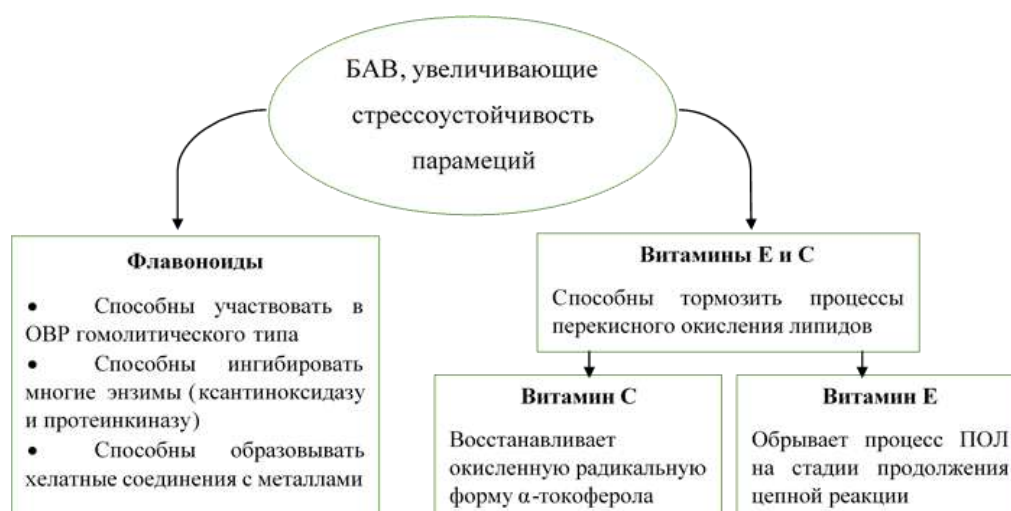 БАВ, увеличивающие
стрессоустойчивость
парамеций
Флавоноиды
• Способны участвовать в
ОВР гомолитического типа
• Способны ингибировать
многие энзимы (ксантиноксидазу
и протеинкиназу)
• Способны образовывать
хелатные соединения с металлами
Витамины Е и С
Способны тормозить процессы
перекисного окисления липидов
Витамин С
Восстанавливает
окисленную радикальную
форму α-токоферола
Витамин Е
Обрывает процесс ПОЛ
на стадии продолжения
цепной реакции